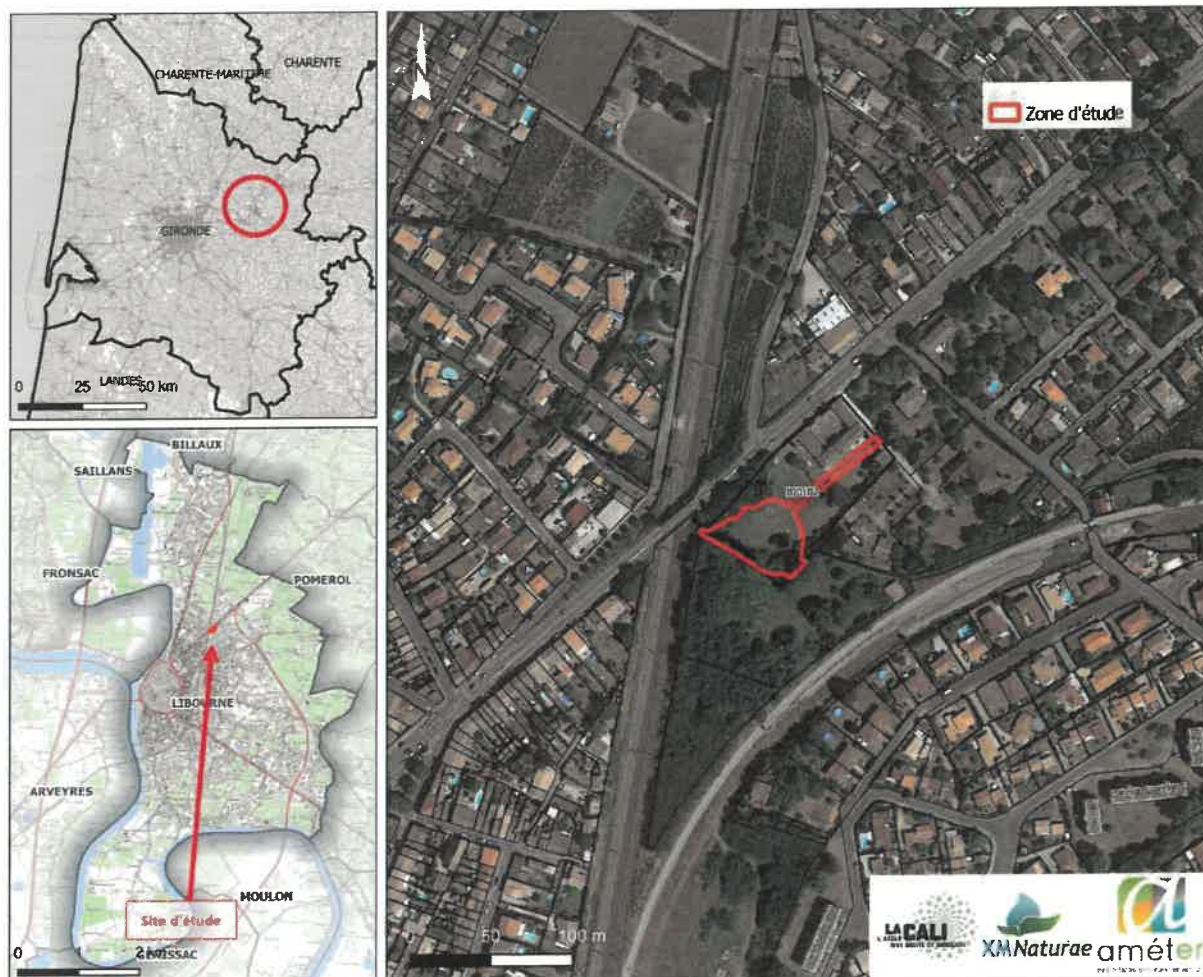 CHARENTE-MARITIME
CHARENTE
GIRONDE
LANDES
0 25 50 km
BILLAUX
SAILLANS
FRONSAC
POMEROL
LIBOURNE
ARVEYRES
MOULON
Site d'étude
0
Zone d'étude
50 100 m
LA CALI
XMNaturae
améter